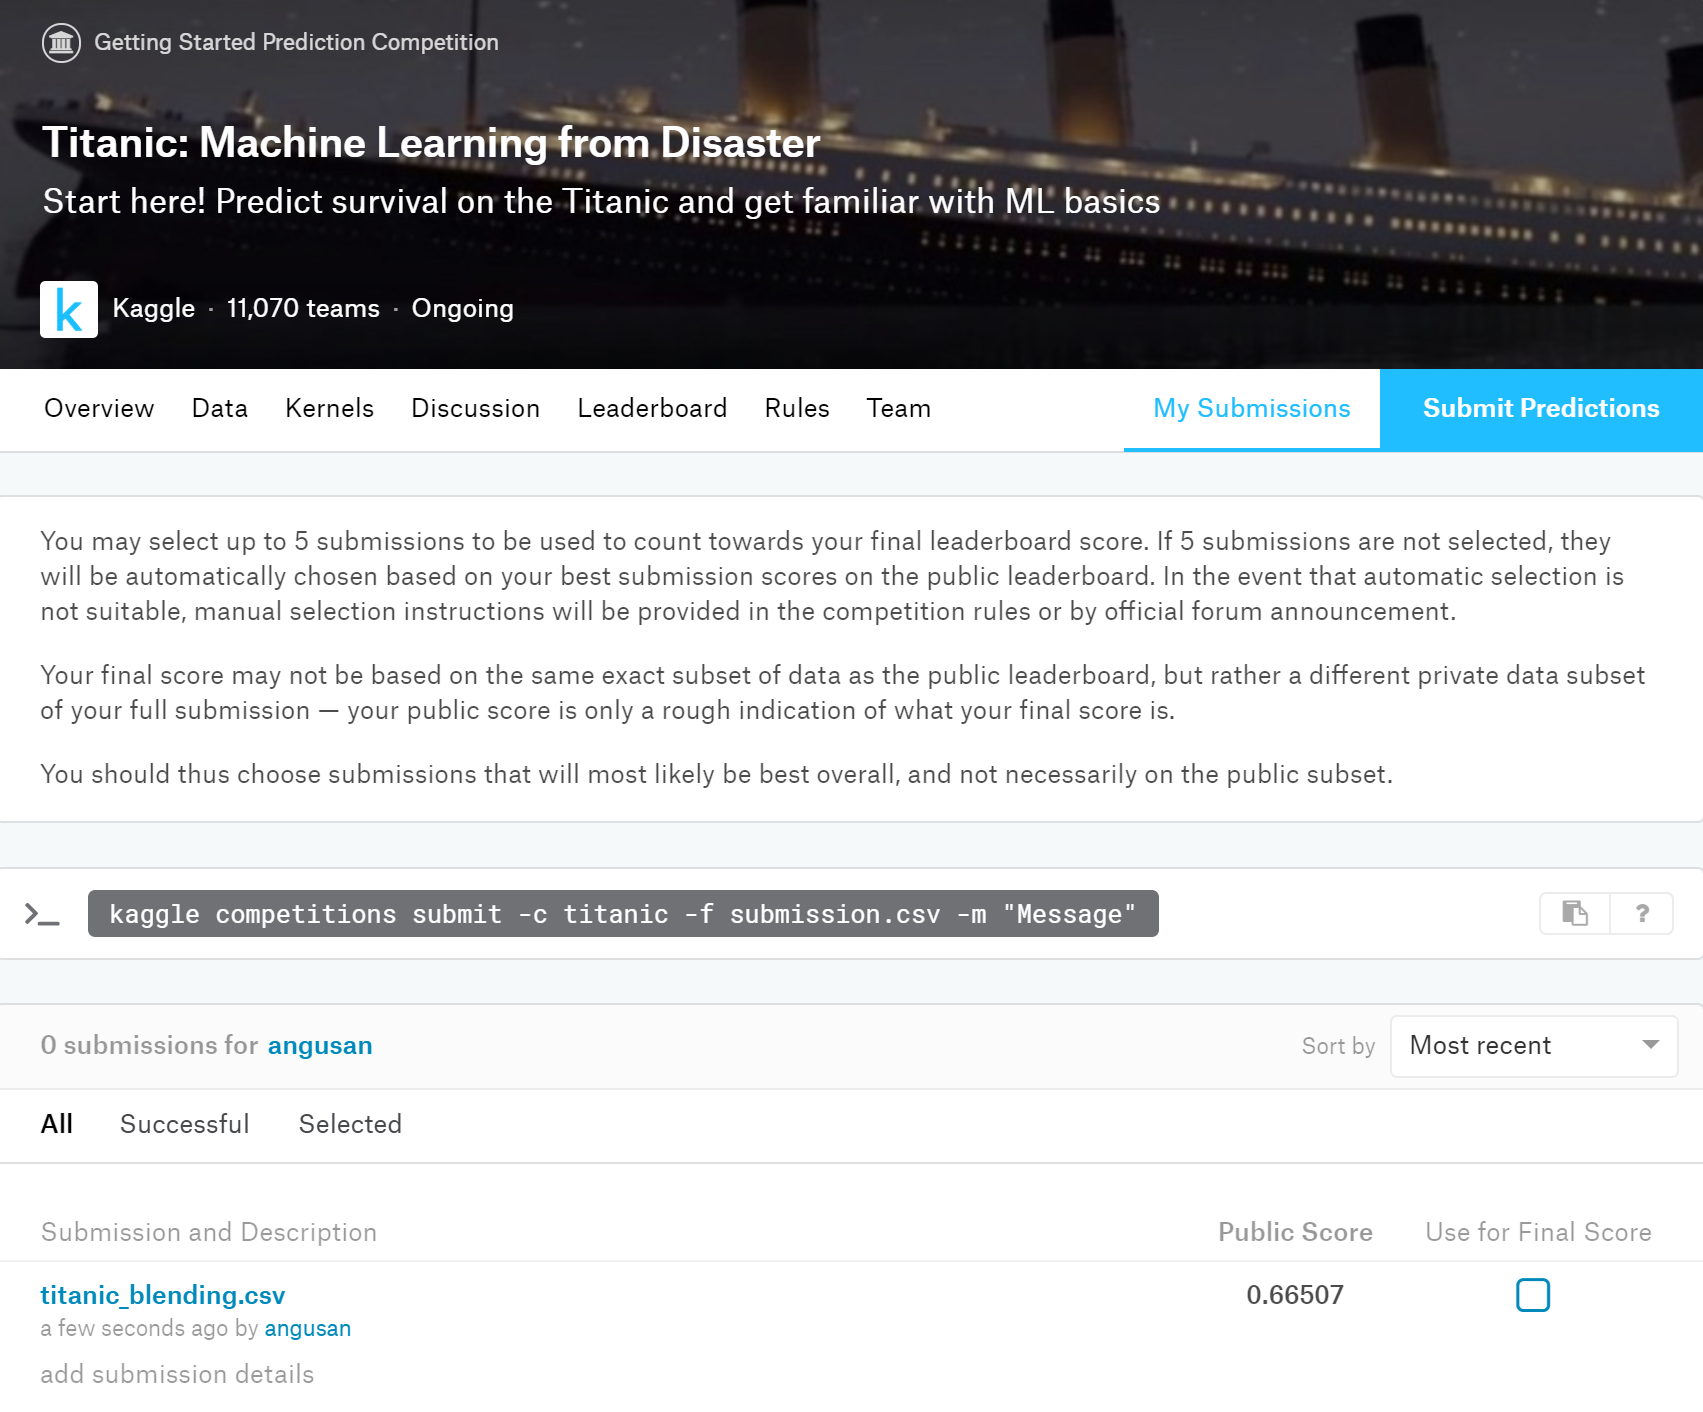 Getting Started Prediction Competition
Titanic: Machine Learning from Disaster
Start here! Predict survival on the Titanic and get familiar with ML basics
k
Kaggle · 11,070 teams · Ongoing
Overview Data Kernels Discussion Leaderboard Rules Team My Submissions Submit Predictions
You may select up to 5 submissions to be used to count towards your final leaderboard score. If 5 submissions are not selected, they
will be automatically chosen based on your best submission scores on the public leaderboard. In the event that automatic selection is
not suitable, manual selection instructions will be provided in the competition rules or by official forum announcement.
Your final score may not be based on the same exact subset of data as the public leaderboard, but rather a different private data subset
of your full submission — your public score is only a rough indication of what your final score is.
You should thus choose submissions that will most likely be best overall, and not necessarily on the public subset.
>_ kaggle competitions submit -c titanic -f submission.csv -m "Message" ?
0 submissions for angusan Sort by Most recent
All Successful Selected
Submission and Description Public Score Use for Final Score
titanic_blending.csv 0.66507
a few seconds ago by angusan
add submission details